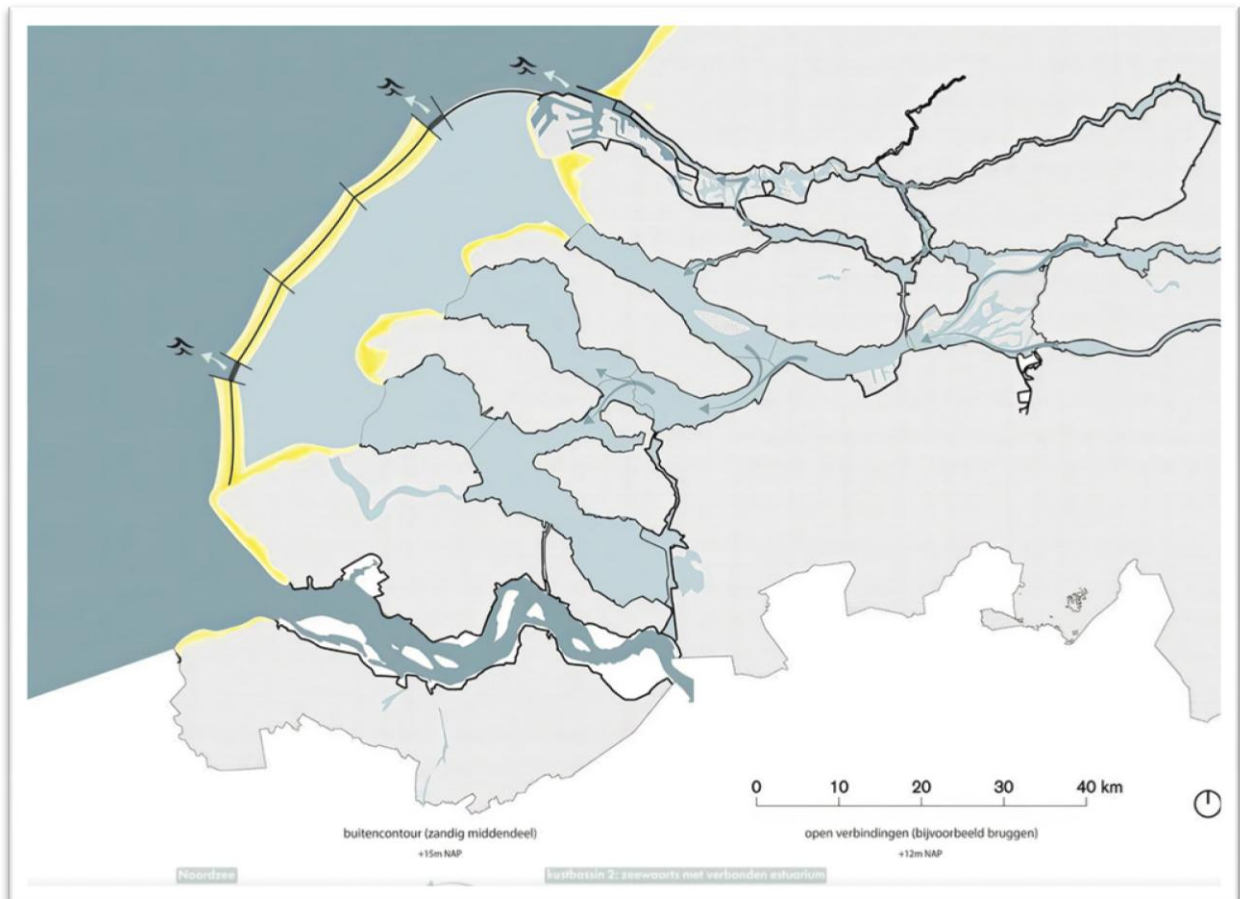 0 10 20 30 40 km
buitencontour (zandig middendeel)
+15m NAP
open verbindingen (bijvoorbeeld bruggen)
+12m NAP
Noordzee
kustbassin 2: zeewaarts met verbonden estuarium